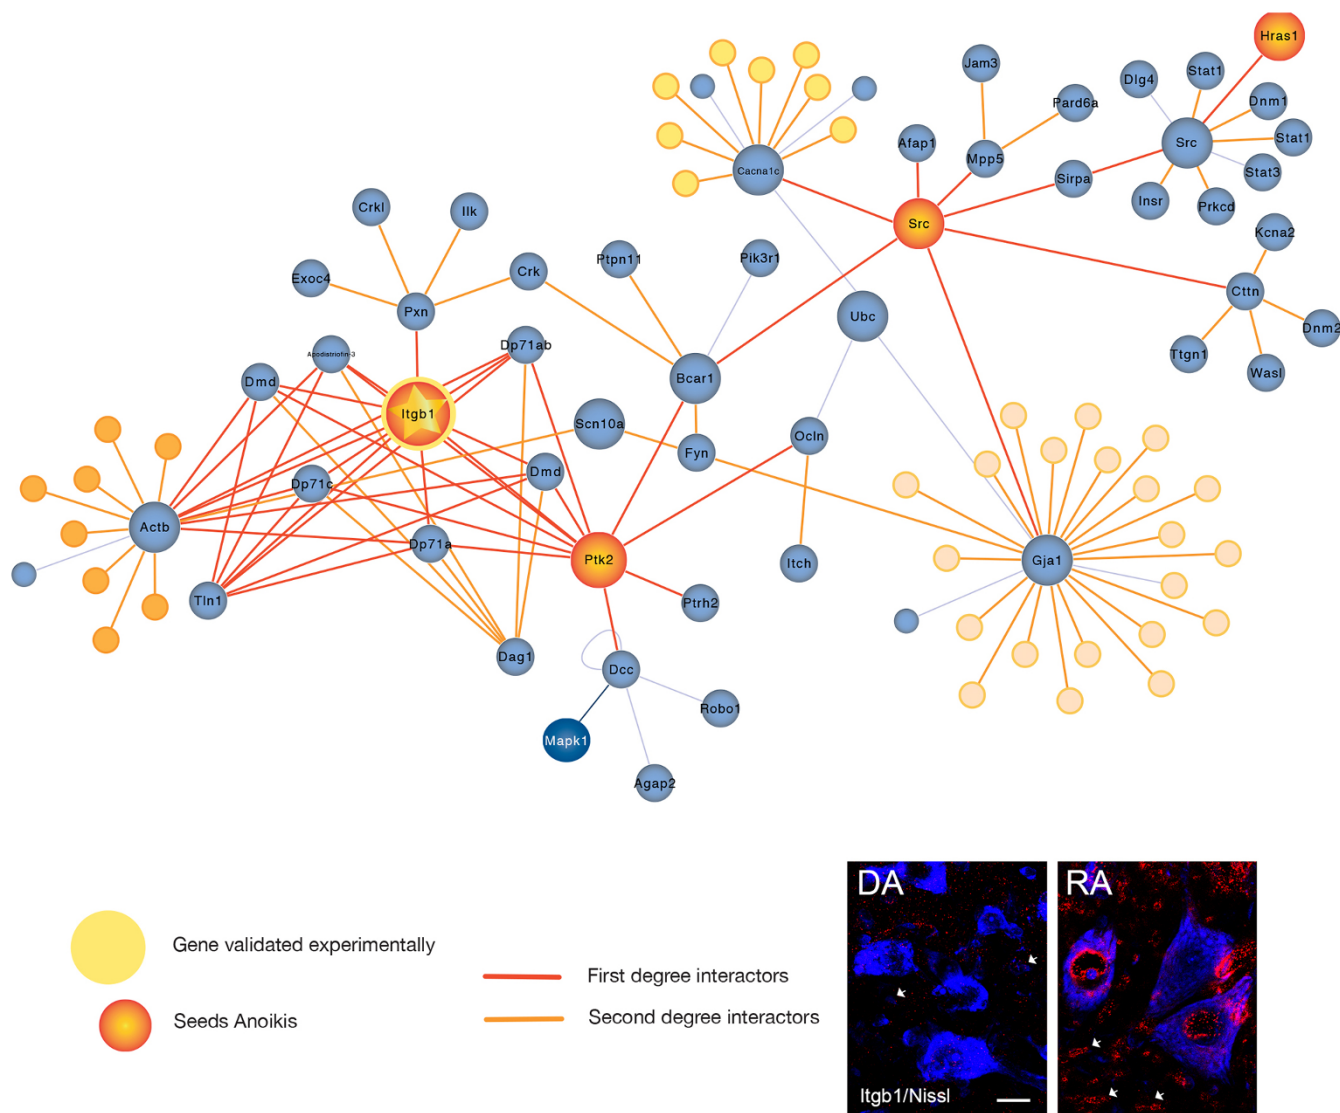 Hras1
Jam3
Dlg4
Stat1
Pard6a
Dnm1
Afap1
Mpp5
Src
Stat1
Cacna1c
Sirpa
Stat3
Insr
Prkcd
Crkl
Ilk
Src
Kcna2
Exoc4
Crk
Ptpn11
Pik3r1
Cttn
Pxn
Ubc
Dnm2
Dp71ab
Apodistrofin-3
Ttgn1
Wasl
Dmd
Bcar1
Itgb1
Scn10a
Ocln
Fyn
Dmd
Dp71c
Actb
Dp71a
Ptk2
Itch
Gja1
Tln1
Ptrh2
Dag1
Dcc
Robo1
Mapk1
Agap2
DA
RA
Gene validated experimentally
First degree interactors
Seeds Anoikis
Second degree interactors
Itgb1/Nissl